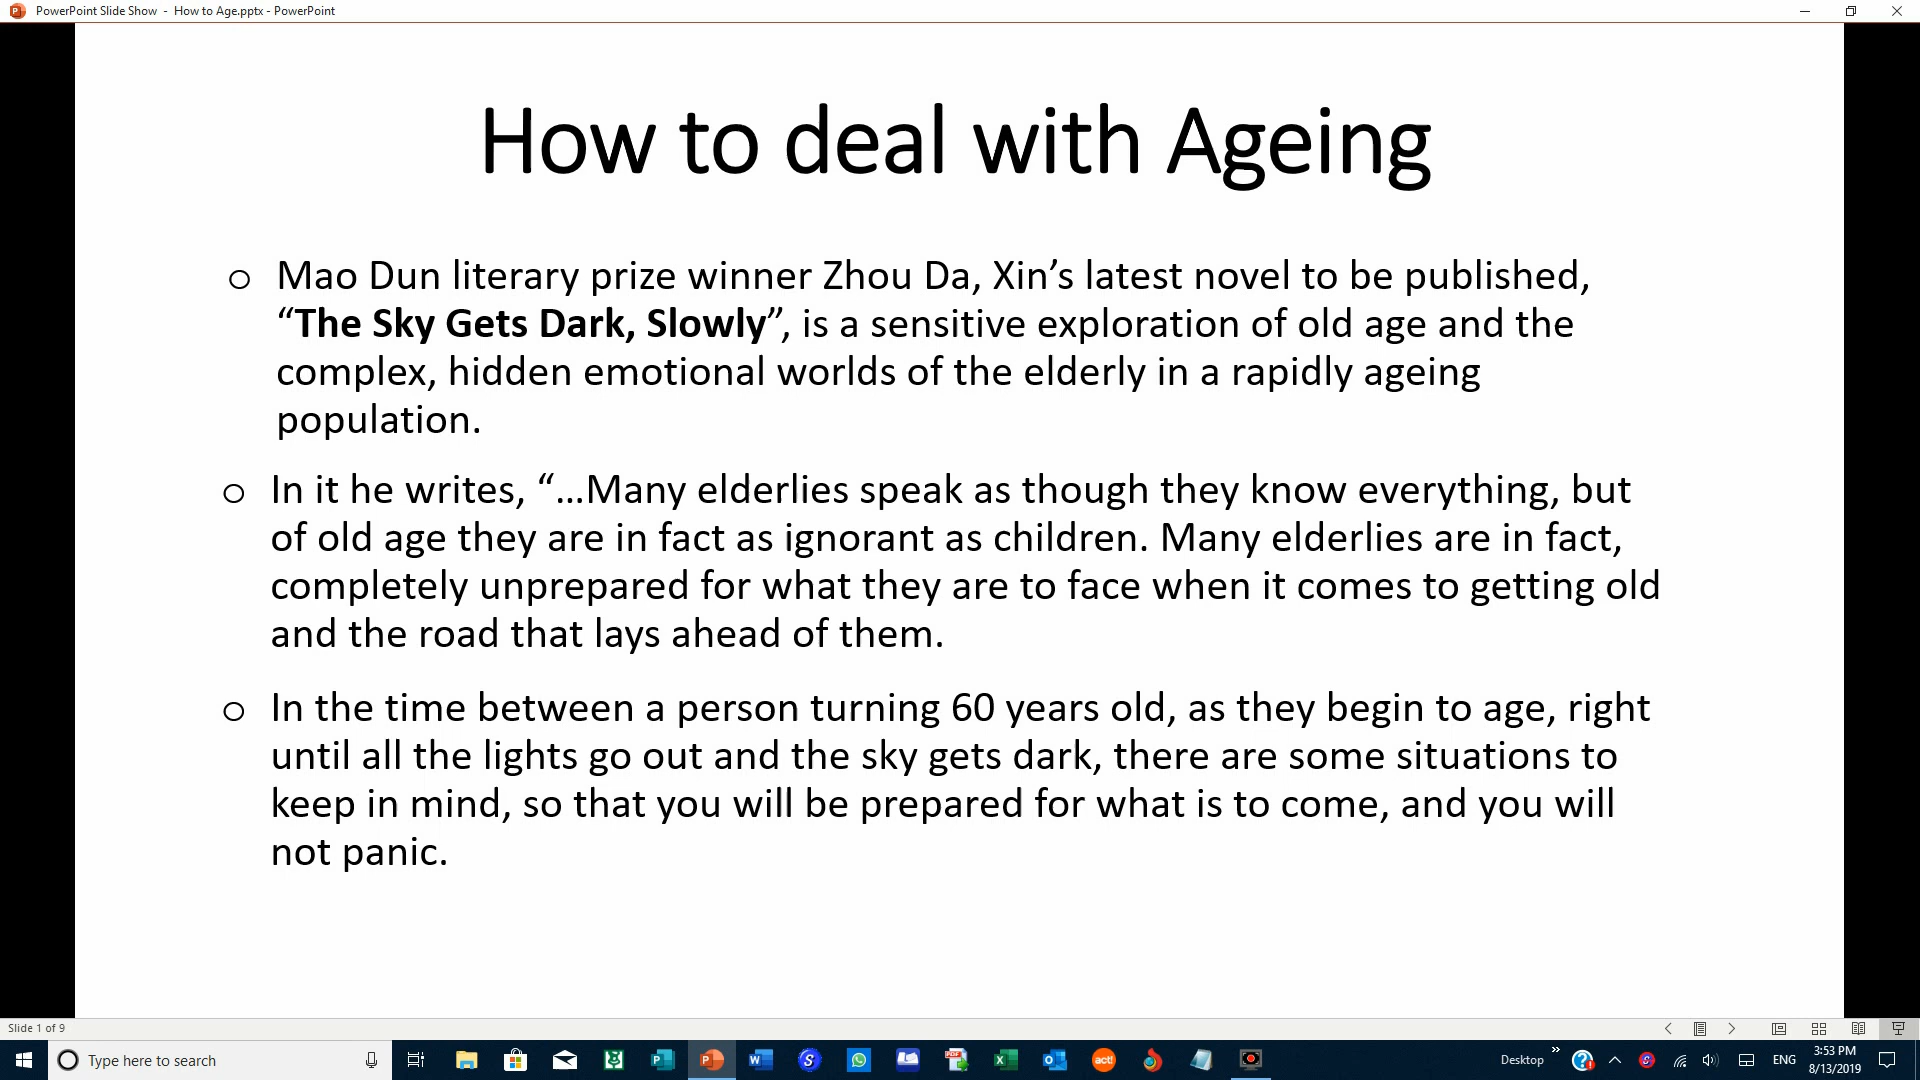 PowerPoint Slide Show - How to Age.pptx - PowerPoint
How to deal with Ageing
o Mao Dun literary prize winner Zhou Da, Xin’s latest novel to be published,
“The Sky Gets Dark, Slowly”, is a sensitive exploration of old age and the
complex, hidden emotional worlds of the elderly in a rapidly ageing
population.
o In it he writes, “...Many elderlies speak as though they know everything, but
of old age they are in fact as ignorant as children. Many elderlies are in fact,
completely unprepared for what they are to face when it comes to getting old
and the road that lays ahead of them.
o In the time between a person turning 60 years old, as they begin to age, right
until all the lights go out and the sky gets dark, there are some situations to
keep in mind, so that you will be prepared for what is to come, and you will
not panic.
Slide 1 of 9
Type here to search
act!
Desktop
ENG
3:53 PM
8/13/2019